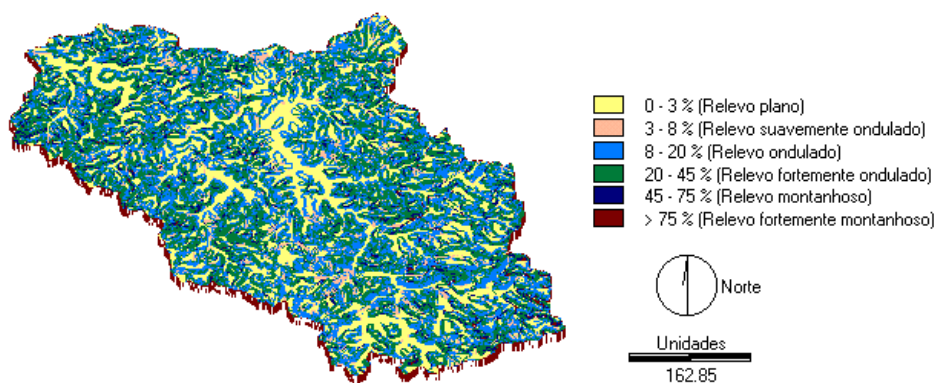 0 - 3 % (Relevo plano)
3 - 8% (Relevo suavemente ondulado)
8 - 20 % (Relevo ondulado)
20 - 45 % (Relevo fortemente ondulado)
45 - 75 % (Relevo montanhoso)
> 75 % (Relevo fortemente montanhoso)
Norte
Unidades
162.85